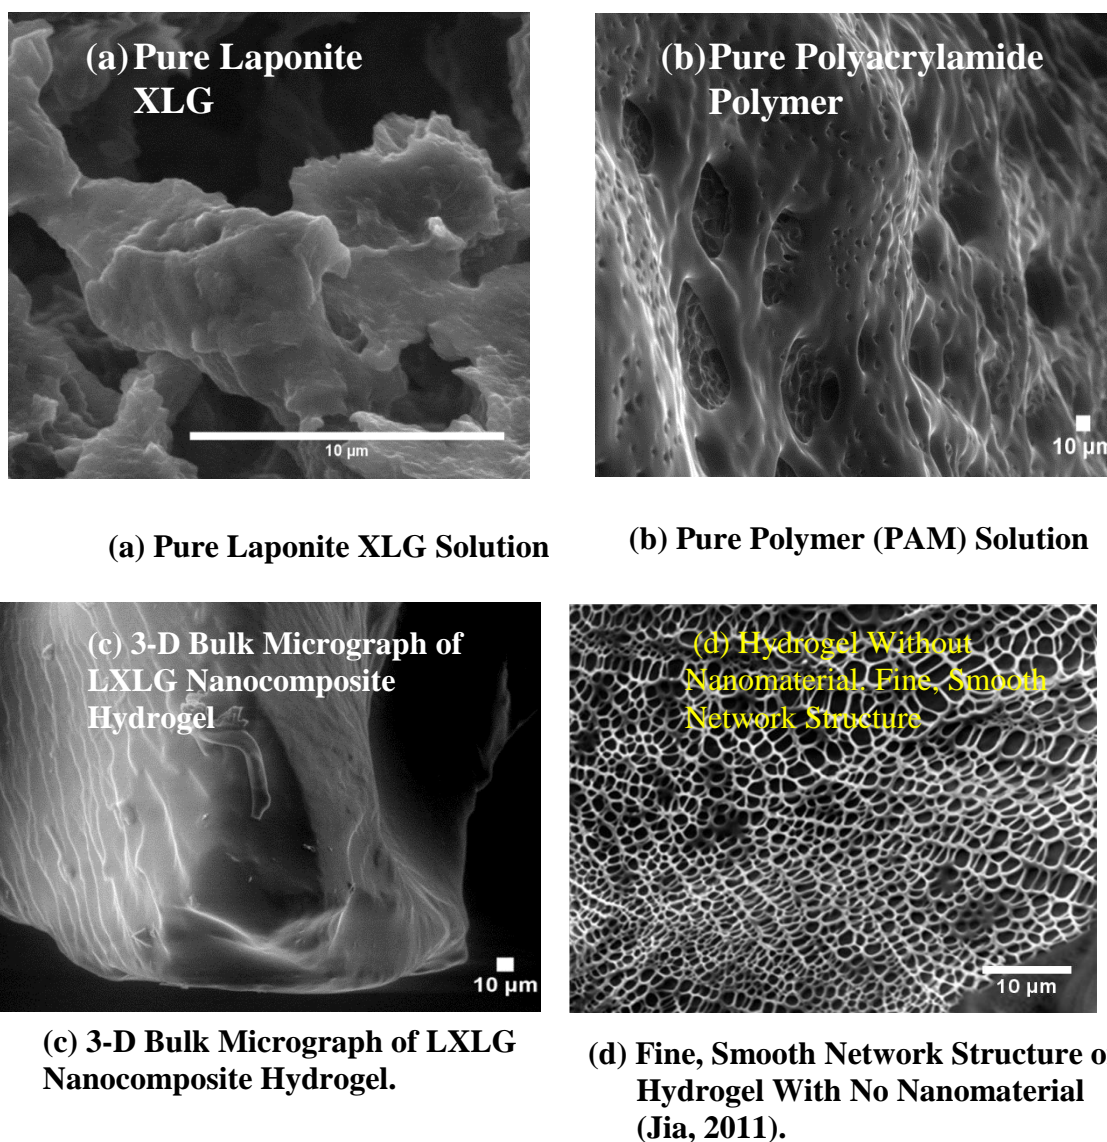 (a) Pure Laponite
XLG
10 µm
(b) Pure Polyacrylamide
Polymer
10 µm
(a) Pure Laponite XLG Solution
(b) Pure Polymer (PAM) Solution
(c) 3-D Bulk Micrograph of
LXLG Nanocomposite
Hydrogel
10 µm
(d) Hydrogel Without
Nanomaterial. Fine, Smooth
Network Structure
10 µm
(c) 3-D Bulk Micrograph of LXLG
Nanocomposite Hydrogel.
(d) Fine, Smooth Network Structure o
Hydrogel With No Nanomaterial
(Jia, 2011).